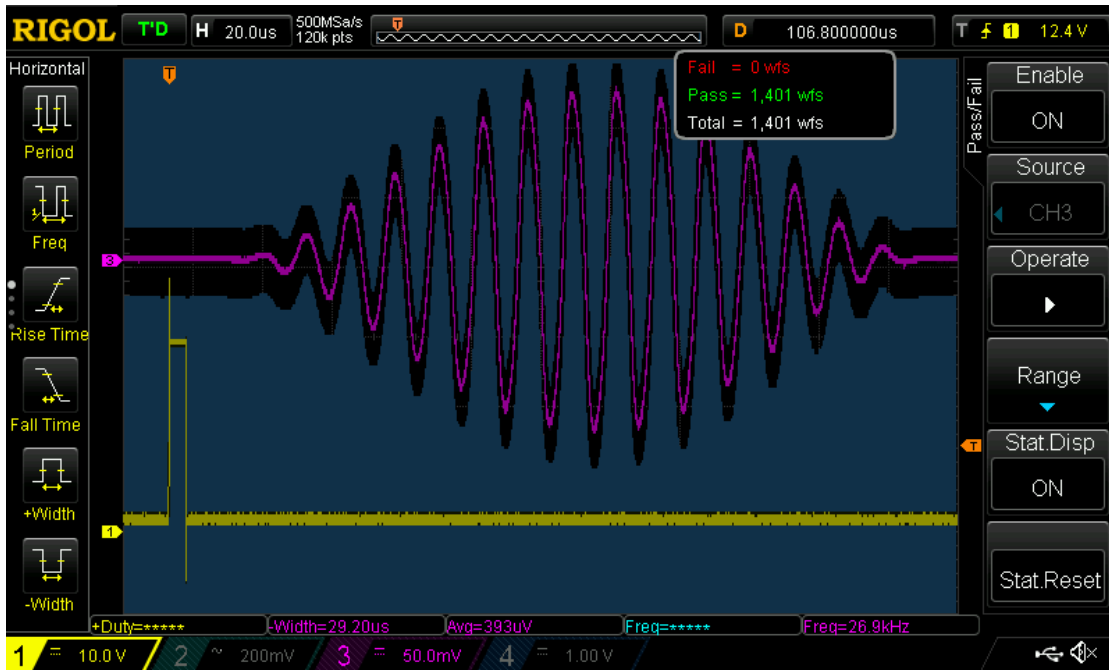 RIGOL T'D H 20.0us 500MSa/s 120k pts T D 106.800000us T 1 12.4 V
Horizontal
Period
Freq
Rise Time
Fall Time
+Width
-Width
T
Fail = 0 wfs
Pass = 1,401 wfs
Total = 1,401 wfs
3
1
T
Pass/Fail
Enable
ON
Source
CH3
Operate
Range
Stat.Disp
ON
Stat.Reset
+Duty=***** -Width=29.20us Avg=393uV Freq=***** Freq=26.9kHz
1 = 10.0 V 2 ~ 200mV 3 = 50.0mV 4 = 1.00 V